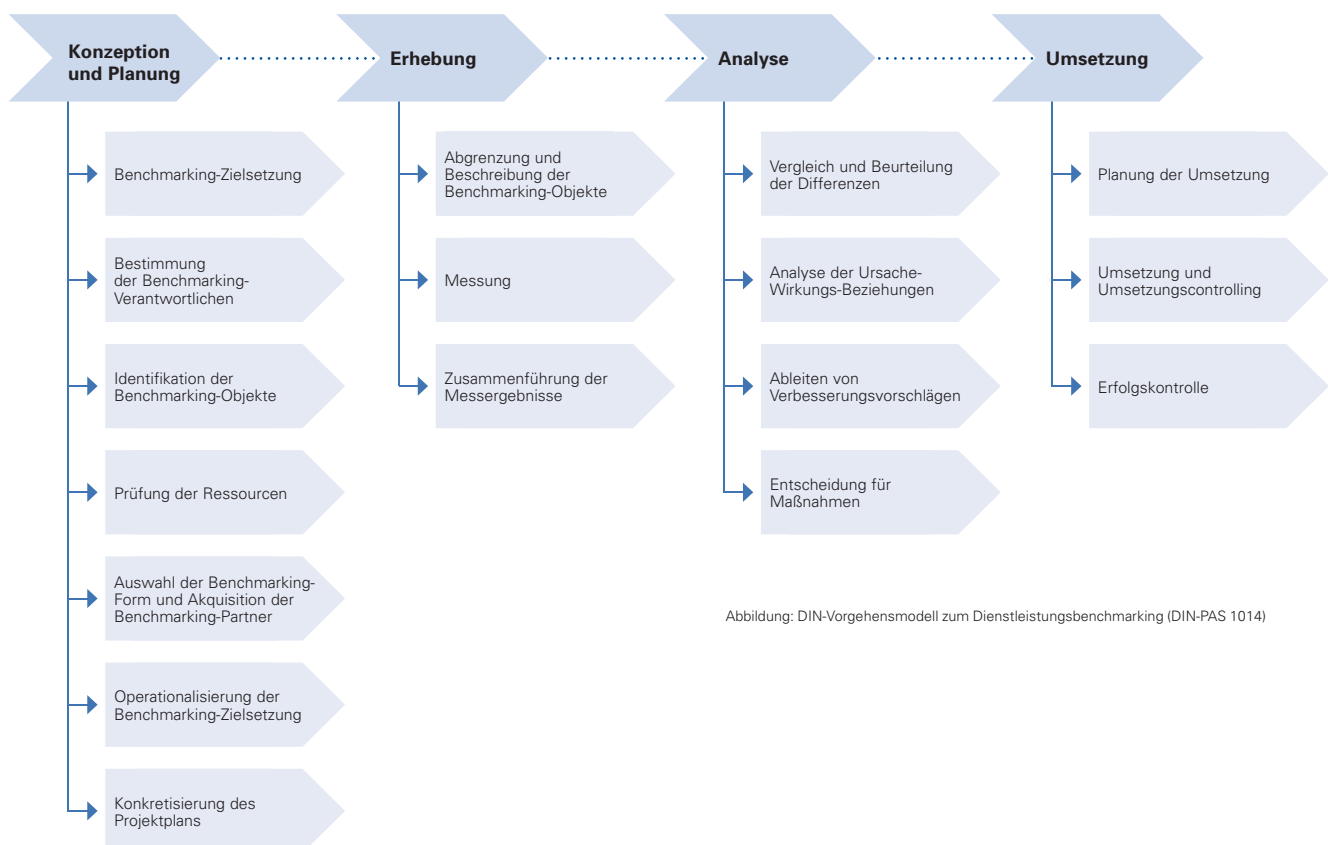 Konzeption
und Planung
Benchmarking-Zielsetzung
Bestimmung
der Benchmarking-
Verantwortlichen
Identifikation der
Benchmarking-Objekte
Prüfung der Ressourcen
Auswahl der Benchmarking-
Form und Akquisition der
Benchmarking-Partner
Operationalisierung der
Benchmarking-Zielsetzung
Konkretisierung des
Projektplans
Erhebung
Abgrenzung und
Beschreibung der
Benchmarking-Objekte
Messung
Zusammenführung der
Messergebnisse
Analyse
Vergleich und Beurteilung
der Differenzen
Analyse der Ursache-
Wirkungs-Beziehungen
Ableiten von
Verbesserungsvorschlägen
Entscheidung für
Maßnahmen
Umsetzung
Planung der Umsetzung
Umsetzung und
Umsetzungscontrolling
Erfolgskontrolle
Abbildung: DIN-Vorgehensmodell zum Dienstleistungsbenchmarking (DIN-PAS 1014)